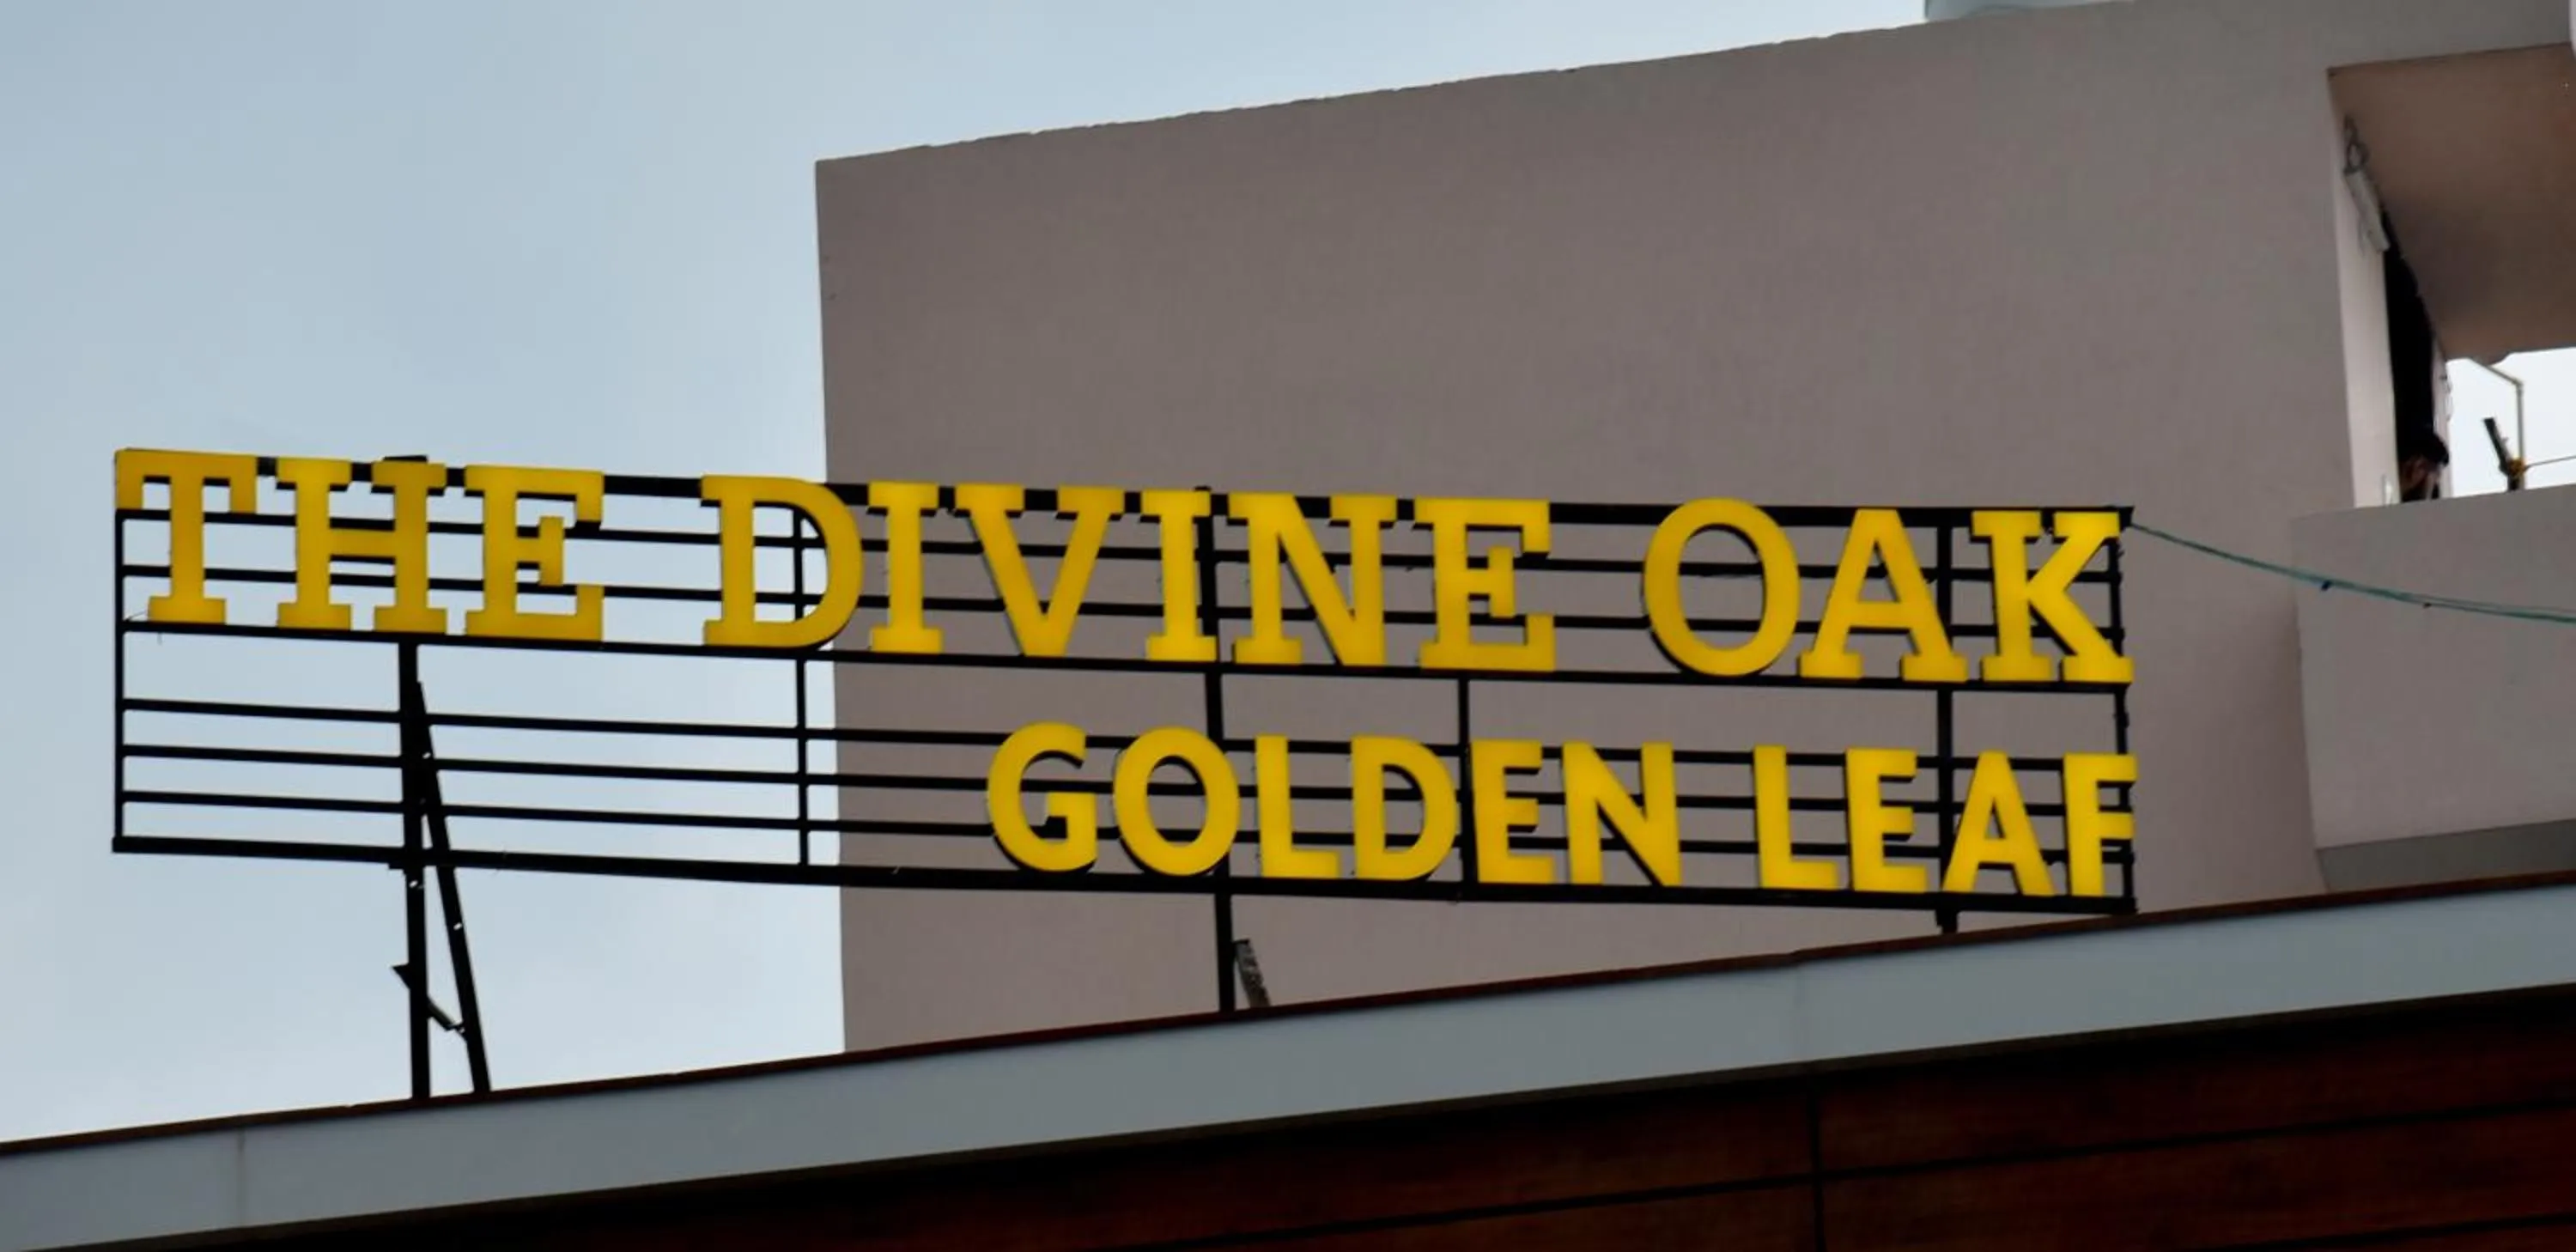 THE DIVINE OAK
GOLDEN LEAF